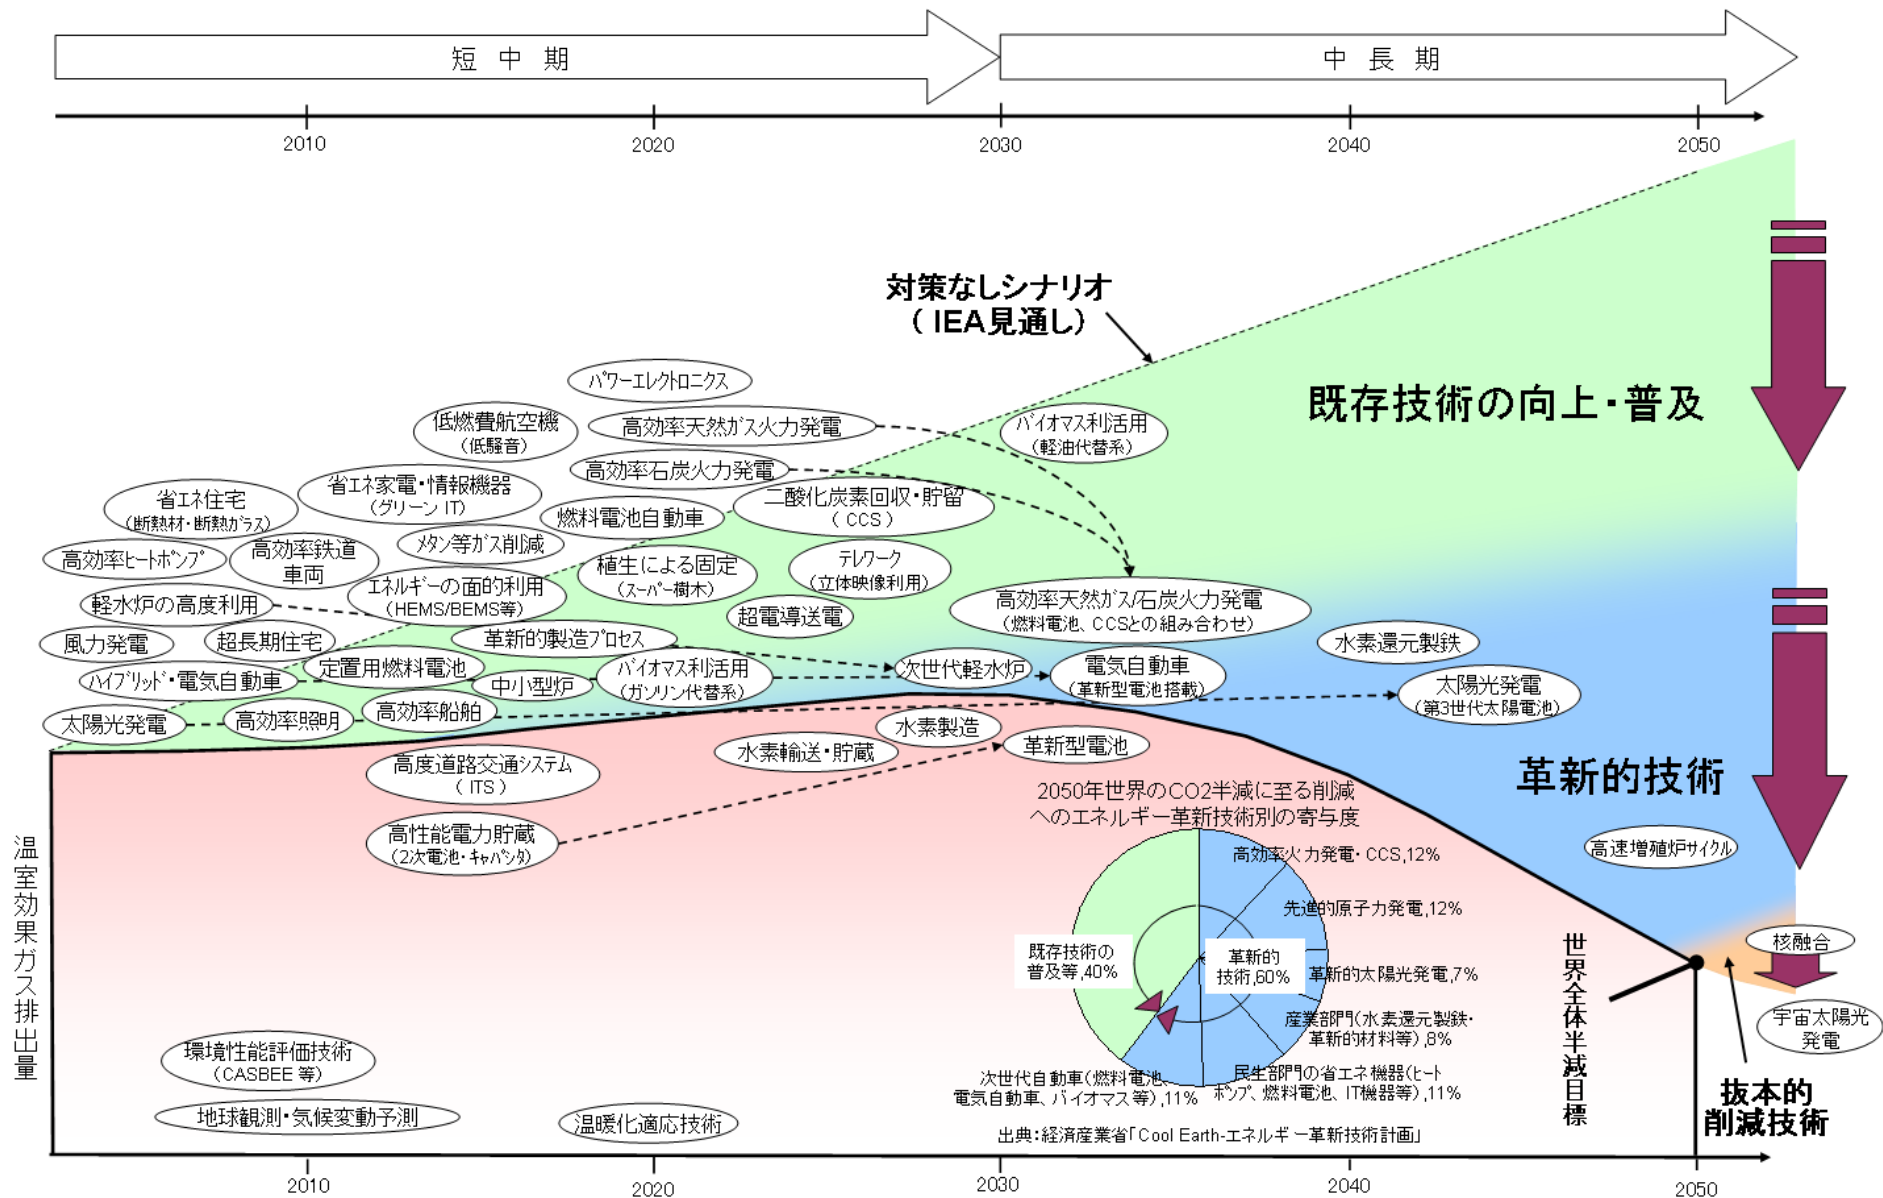 短中期
中長期
2010
2020
2030
2040
2050
対策なしシナリオ
（IEA見通し）
既存技術の向上・普及
パワーエレクトロニクス
低燃費航空機
（低騒音）
高効率天然ガス火力発電
バイオマス利活用
（軽油代替系）
高効率石炭火力発電
省エネ住宅
（断熱材・断熱ガラス）
省エネ家電・情報機器
（グリーンIT）
燃料電池自動車
二酸化炭素回収・貯留
（CCS）
高効率ヒートポンプ
高効率鉄道
車両
メタン等ガス削減
植生による固定
（スーパー樹木）
テレワーク
（立体映像利用）
軽水炉の高度利用
エネルギーの面的利用
（HEMS/BEMS等）
超電導送電
高効率天然ガス/石炭火力発電
（燃料電池、CCSとの組み合わせ）
風力発電
超長期住宅
革新的製造プロセス
水素還元製鉄
ハイブリッド・電気自動車
定置用燃料電池
中小型炉
バイオマス利活用
（ガソリン代替系）
次世代軽水炉
電気自動車
（革新型電池搭載）
太陽光発電
（第3世代太陽電池）
太陽光発電
高効率照明
高効率船舶
水素製造
水素輸送・貯蔵
革新型電池
高度道路交通システム
（ITS）
革新的技術
高性能電力貯蔵
（2次電池・キャパシタ）
高速増殖炉サイクル
2050年世界のCO2半減に至る削減
へのエネルギー革新技術別の寄与度
高効率火力発電・CCS,12%
先進的原子力発電,12%
既存技術の
普及等,40%
革新的
技術,60%
革新的太陽光発電,7%
産業部門（水素還元製鉄・
革新的材料等）,8%
次世代自動車（燃料電池、
電気自動車、バイオマス等）,11%
民生部門の省エネ機器（ヒート
ポンプ、燃料電池、IT機器等）,11%
出典：経済産業省「Cool Earth-エネルギー革新技術計画」
世界全体半減目標
核融合
宇宙太陽光
発電
抜本的
削減技術
温室効果ガス排出量
環境性能評価技術
（CASBEE等）
地球観測・気候変動予測
温暖化適応技術
2010
2020
2030
2040
2050